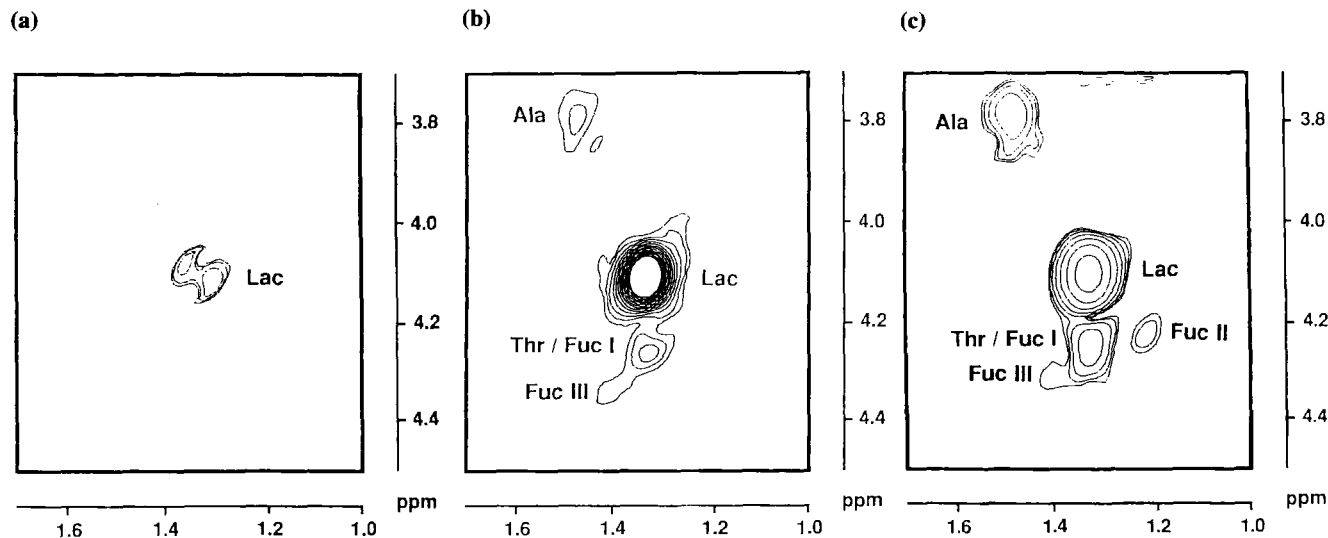 (a)
Lac
3.8
4.0
4.2
4.4
ppm
1.6 1.4 1.2 1.0
(b)
Ala
Lac
Thr / Fuc I
Fuc III
3.8
4.0
4.2
4.4
ppm
1.6 1.4 1.2 1.0
(c)
Ala
Lac
Thr / Fuc I
Fuc II
Fuc III
3.8
4.0
4.2
4.4
ppm
1.6 1.4 1.2 1.0